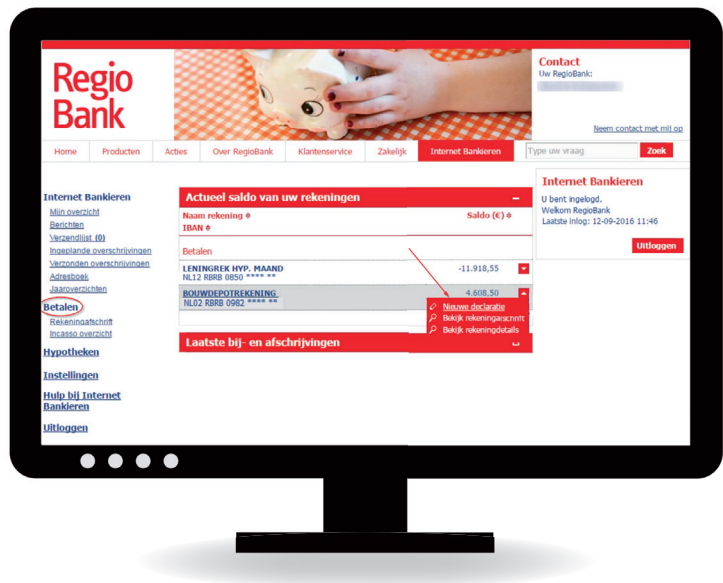 Regio
Bank
Contact
Uw RegioBank:
Neem contact met mij op
Home Producten Acties Over RegioBank Klantenservice Zakelijk Internet Bankieren Type uw vraag Zoek
Internet Bankieren
Mijn overzicht
Berichten
Verzendlijst (0)
Ingeplande overschrijvingen
Verzonden overschrijvingen
Adresboek
Jaaroverzichten
Betalen
Rekeningafschrift
Incasso overzicht
Hypotheken
Instellingen
Hulp bij Internet
Bankieren
Uitloggen
Actueel saldo van uw rekeningen
Naam rekening Saldo (€)
IBAN
Betalen
LENINGREK HYP. MAAND -11.918,55
NL12 RBRB 0850 **** **
BOUWDEPOTREKENING 4.608,50
NL02 RBRB 0982 **** **
Nieuwe declaratie
Bekijk rekeningafschrift
Bekijk rekeningdetails
Laatste bij- en afschrijvingen
Internet Bankieren
U bent ingelogd.
Welkom RegioBank
Laatste inlog: 12-09-2016 11:46
Uitloggen